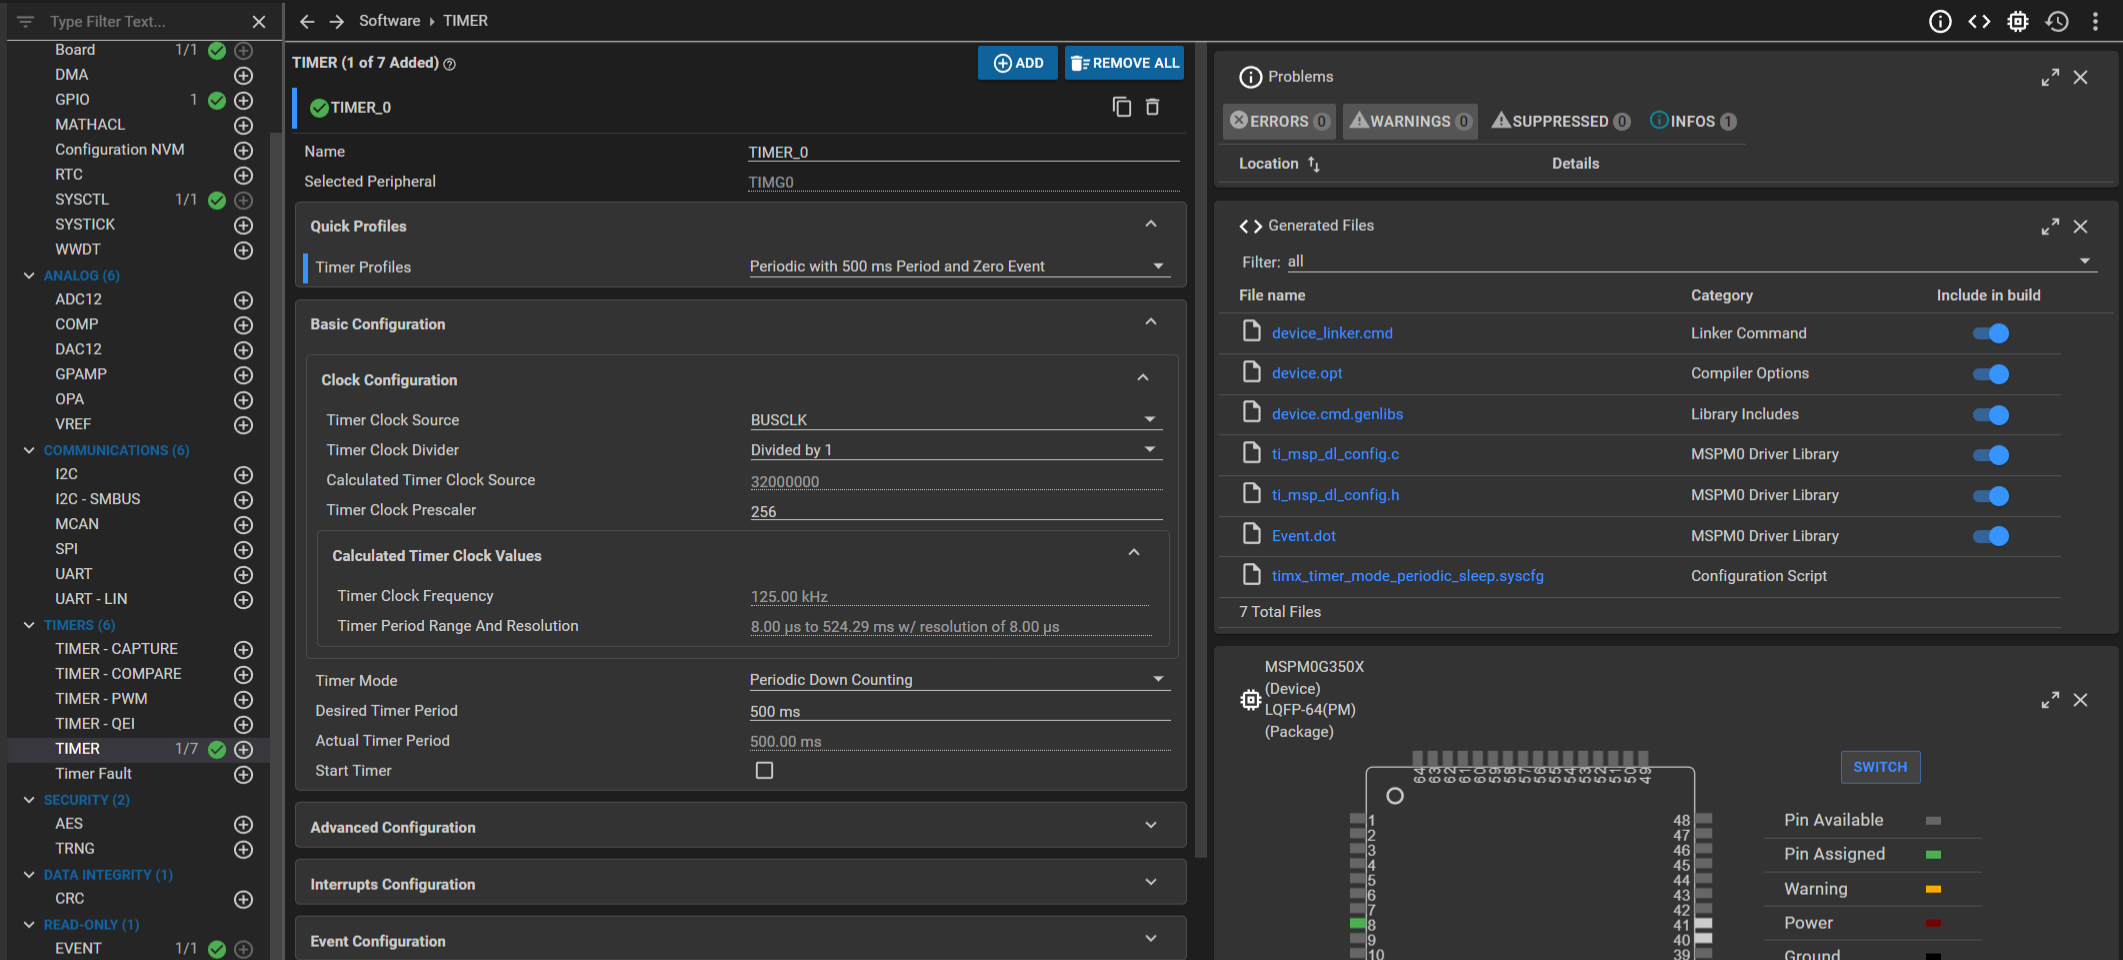 Type Filter Text...
Board 1/1
DMA
GPIO 1
MATHACL
Configuration NVM
RTC
SYSCTL 1/1
SYSTICK
WWDT
ANALOG (6)
ADC12
COMP
DAC12
GPAMP
OPA
VREF
COMMUNICATIONS (6)
I2C
I2C - SMBUS
MCAN
SPI
UART
UART - LIN
TIMERS (6)
TIMER - CAPTURE
TIMER - COMPARE
TIMER - PWM
TIMER - QEI
TIMER 1/7
Timer Fault
SECURITY (2)
AES
TRNG
DATA INTEGRITY (1)
CRC
READ-ONLY (1)
EVENT 1/1
Software TIMER
TIMER (1 of 7 Added)
ADD REMOVE ALL
TIMER_0
Name TIMER_0
Selected Peripheral TIMG0
Quick Profiles
Timer Profiles Periodic with 500 ms Period and Zero Event
Basic Configuration
Clock Configuration
Timer Clock Source BUSCLK
Timer Clock Divider Divided by 1
Calculated Timer Clock Source 32000000
Timer Clock Prescaler 256
Calculated Timer Clock Values
Timer Clock Frequency 125.00 kHz
Timer Period Range And Resolution 8.00 µs to 524.29 ms w/ resolution of 8.00 µs
Timer Mode Periodic Down Counting
Desired Timer Period 500 ms
Actual Timer Period 500.00 ms
Start Timer
Advanced Configuration
Interrupts Configuration
Event Configuration
Problems
ERRORS 0 WARNINGS 0 SUPPRESSED 0 INFOS 1
Location Details
Generated Files
Filter: all
File name Category Include in build
device_linker.cmd Linker Command
device.opt Compiler Options
device.cmd.genlibs Library Includes
ti_msp_dl_config.c MSPM0 Driver Library
ti_msp_dl_config.h MSPM0 Driver Library
Event.dot MSPM0 Driver Library
timx_timer_mode_periodic_sleep.syscfg Configuration Script
7 Total Files
MSPM0G350X
(Device)
LQFP-64(PM)
(Package)
SWITCH
64 63 62 61 60 59 58 57 56 55 54 53 52 51 50 49
1 48
2 47
3 46
4 45
5 44
6 43
7 42
8 41
9 40
10 39
Pin Available
Pin Assigned
Warning
Power
Ground